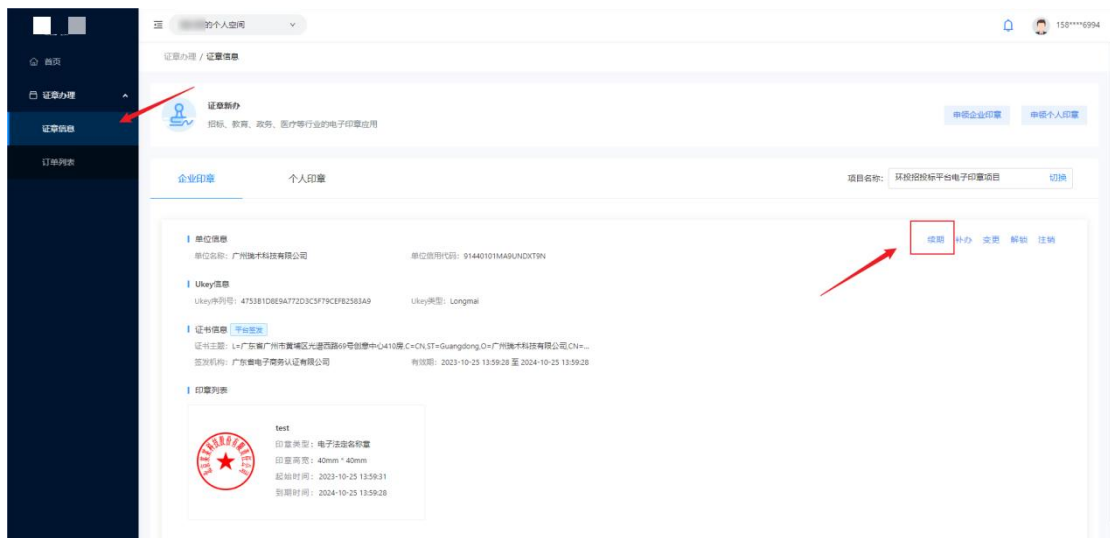 的个人空间
158****6994
首页
证章办理 / 证章信息
证章办理
证章新办
招标、教育、政务、医疗等行业的电子印章应用
申领企业印章
申领个人印章
证章信息
订单列表
企业印章
个人印章
项目名称: 环投招投标平台电子印章项目
切换
单位信息
续期 补办 变更 解锁 注销
单位名称: 广州瑞术科技有限公司
单位信用代码: 91440101MA9UNDXT9N
Ukey信息
Ukey序列号: 4753B1D8E9A772D3C5F79CEFB2583A9
Ukey类型: Longmai
证书信息 平台签发
证书主题: L=广东省广州市黄埔区光谱西路69号创意中心410房,C=CN,ST=Guangdong,O=广州瑞术科技有限公司,CN=...
签发机构: 广东省电子商务认证有限公司
有效期: 2023-10-25 13:59:28 至 2024-10-25 13:59:28
印章列表
test
印章类型: 电子法定名称章
印章高宽: 40mm * 40mm
起始时间: 2023-10-25 13:59:31
到期时间: 2024-10-25 13:59:28